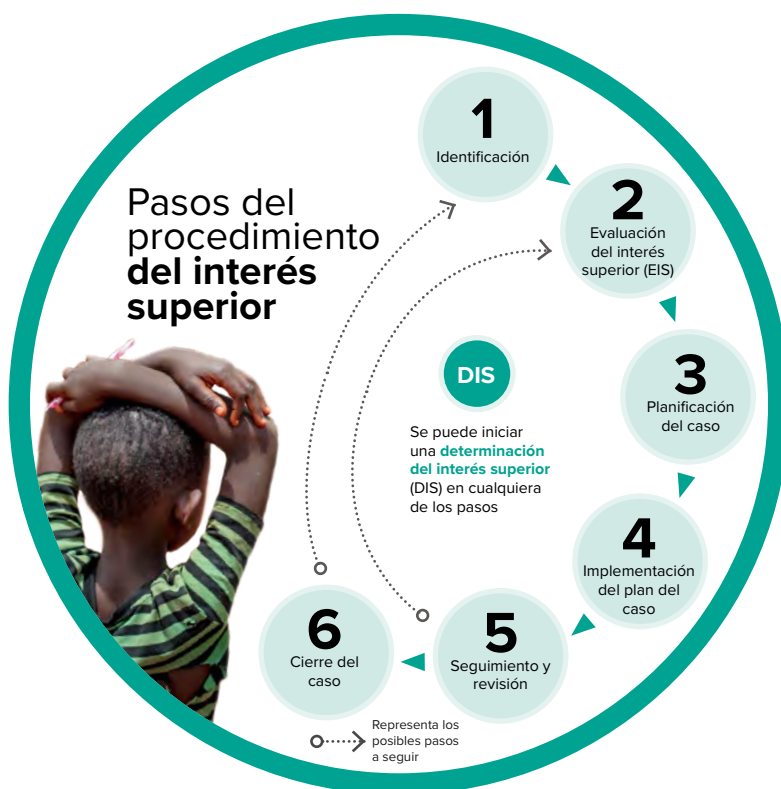 Pasos del
procedimiento
del interés
superior
1
Identificación
2
Evaluación
del interés
superior (EIS)
3
Planificación
del caso
4
Implementación
del plan del
caso
5
Seguimiento y
revisión
6
Cierre del
caso
DIS
Se puede iniciar
una determinación
del interés superior
(DIS) en cualquiera
de los pasos
Representa los
posibles pasos
a seguir